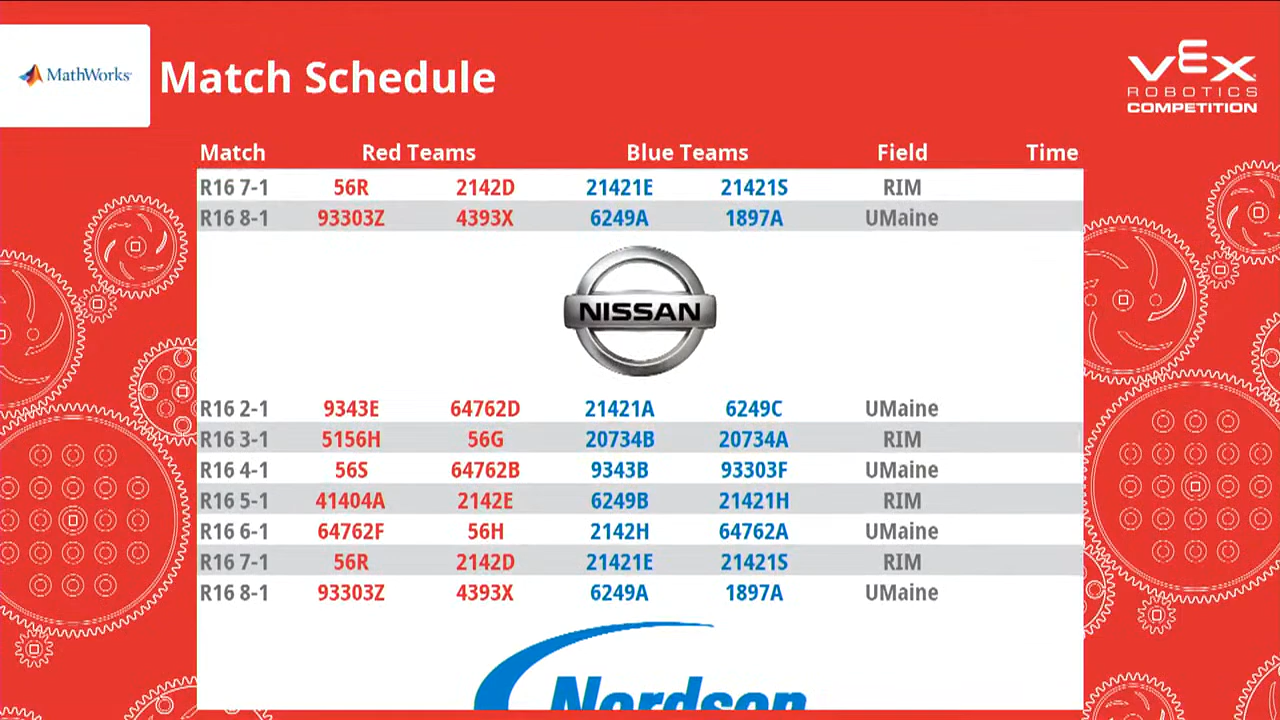 MathWorks
Match Schedule
VEX
ROBOTICS
COMPETITION
Match Red Teams Blue Teams Field Time
R16 7-1 56R 2142D 21421E 21421S RIM
R16 8-1 93303Z 4393X 6249A 1897A UMaine
NISSAN
R16 2-1 9343E 64762D 21421A 6249C UMaine
R16 3-1 5156H 56G 20734B 20734A RIM
R16 4-1 56S 64762B 9343B 93303F UMaine
R16 5-1 41404A 2142E 6249B 21421H RIM
R16 6-1 64762F 56H 2142H 64762A UMaine
R16 7-1 56R 2142D 21421E 21421S RIM
R16 8-1 93303Z 4393X 6249A 1897A UMaine
Nordson